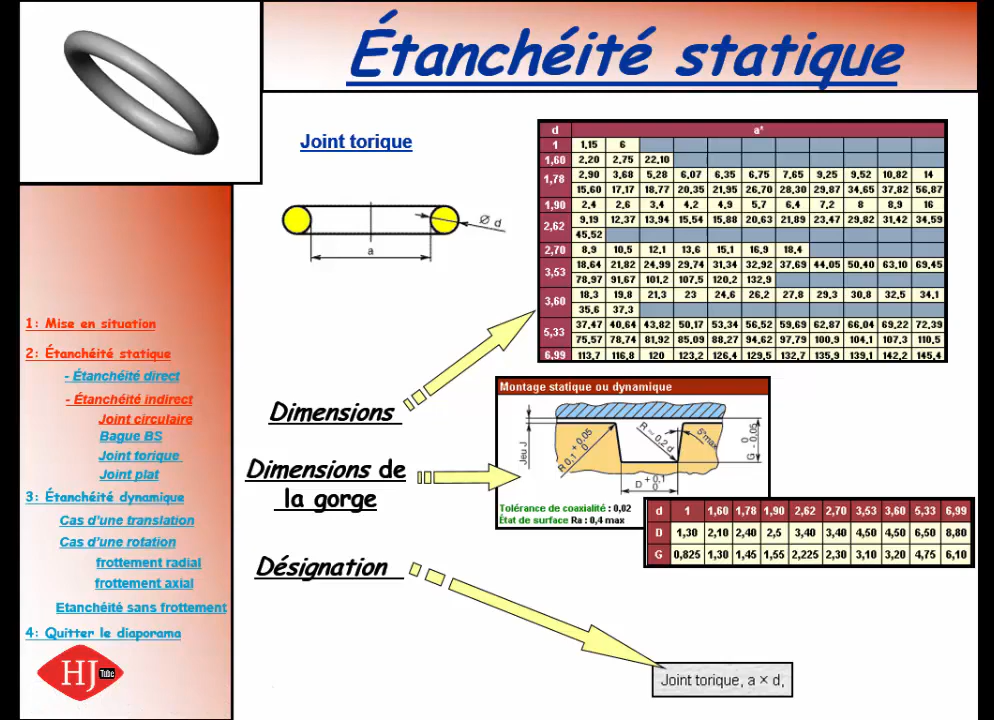 Étanchéité statique
Joint torique
a
Ø d
d a*
1 1,15 6
1,60 2,20 2,75 22,10
1,78 2,90 3,68 5,28 6,07 6,35 6,75 7,65 9,25 9,52 10,82 14
15,60 17,17 18,77 20,35 21,95 26,70 28,30 29,87 34,65 37,82 56,87
1,90 2,4 2,6 3,4 4,2 4,9 5,7 6,4 7,2 8 8,9 16
2,62 9,19 12,37 13,94 15,54 15,88 20,63 21,89 23,47 29,82 31,42 34,59
45,52
2,70 8,9 10,5 12,1 13,6 15,1 16,9 18,4
3,53 18,64 21,82 24,99 29,74 31,34 32,92 37,69 44,05 50,40 63,10 69,45
78,97 91,67 101,2 107,5 120,2 132,9
3,60 18,3 19,8 21,3 23 24,6 26,2 27,8 29,3 30,8 32,5 34,1
35,6 37,3
5,33 37,47 40,64 43,82 50,17 53,34 56,52 59,69 62,87 66,04 69,22 72,39
75,57 78,74 81,92 85,09 88,27 94,62 97,79 100,9 104,1 107,3 110,5
6,99 113,7 116,8 120 123,2 126,4 129,5 132,7 135,9 139,1 142,2 145,4
1: Mise en situation
2: Étanchéité statique
- Étanchéité direct
- Étanchéité indirect
Joint circulaire
Bague BS
Joint torique
Joint plat
3: Étanchéité dynamique
Cas d'une translation
Cas d'une rotation
frottement radial
frottement axial
Etanchéité sans frottement
4: Quitter le diaporama
HJ Tube
Dimensions
Dimensions de
la gorge
Désignation
Montage statique ou dynamique
Jeu J
R 0,1 + 0,05 0
R ~ 0,2 d
5° max
G 0 - 0,05
D + 0,1 0
Tolérance de coaxialité : 0,02
État de surface Ra : 0,4 max
d 1 1,60 1,78 1,90 2,62 2,70 3,53 3,60 5,33 6,99
D 1,30 2,10 2,40 2,5 3,40 3,40 4,50 4,50 6,50 8,80
G 0,825 1,30 1,45 1,55 2,225 2,30 3,10 3,20 4,75 6,10
Joint torique, a × d,